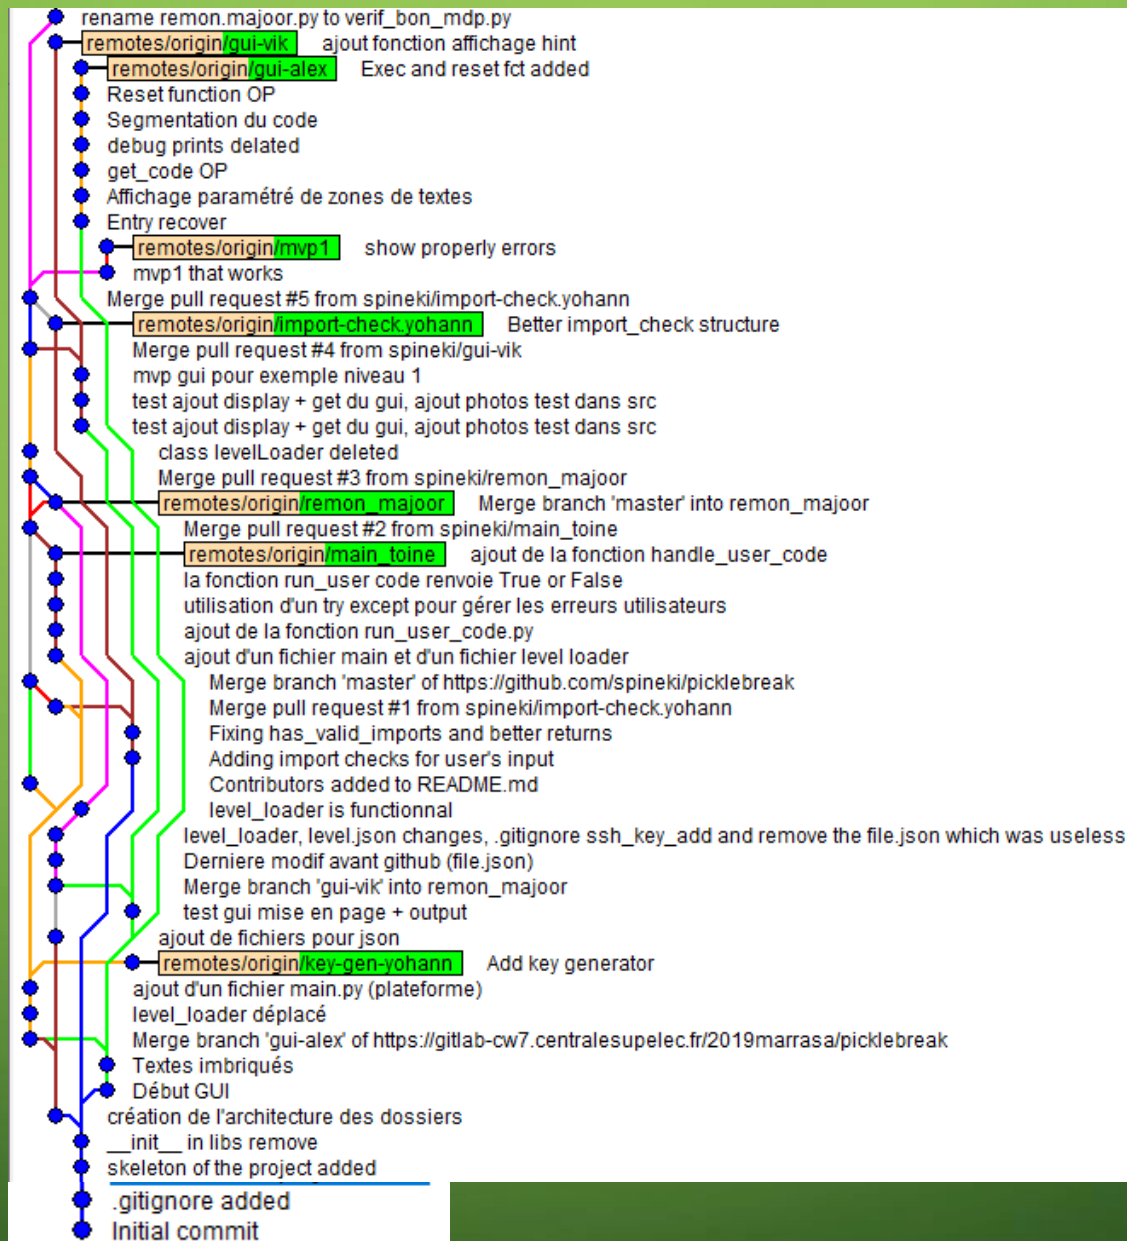 rename remon.majoor.py to verif_bon_mdp.py
remotes/origin/gui-vik ajout fonction affichage hint
remotes/origin/gui-alex Exec and reset fct added
Reset function OP
Segmentation du code
debug prints delated
get_code OP
Affichage paramétré de zones de textes
Entry recover
remotes/origin/mvp1 show properly errors
mvp1 that works
Merge pull request #5 from spineki/import-check.yohann
remotes/origin/import-check.yohann Better import_check structure
Merge pull request #4 from spineki/gui-vik
mvp gui pour exemple niveau 1
test ajout display + get du gui, ajout photos test dans src
test ajout display + get du gui, ajout photos test dans src
class levelLoader deleted
Merge pull request #3 from spineki/remon_majoor
remotes/origin/remon_majoor Merge branch 'master' into remon_majoor
Merge pull request #2 from spineki/main_toine
remotes/origin/main_toine ajout de la fonction handle_user_code
la fonction run_user code renvoie True or False
utilisation d'un try except pour gérer les erreurs utilisateurs
ajout de la fonction run_user_code.py
ajout d'un fichier main et d'un fichier level loader
Merge branch 'master' of https://github.com/spineki/picklebreak
Merge pull request #1 from spineki/import-check.yohann
Fixing has_valid_imports and better returns
Adding import checks for user's input
Contributors added to README.md
level_loader is functionnal
level_loader, level.json changes, .gitignore ssh_key_add and remove the file.json which was useless
Derniere modif avant github (file.json)
Merge branch 'gui-vik' into remon_majoor
test gui mise en page + output
ajout de fichiers pour json
remotes/origin/key-gen-yohann Add key generator
ajout d'un fichier main.py (plateforme)
level_loader déplacé
Merge branch 'gui-alex' of https://gitlab-cw7.centralesupelec.fr/2019marrasa/picklebreak
Textes imbriqués
Début GUI
création de l'architecture des dossiers
__init__ in libs remove
skeleton of the project added
.gitignore added
Initial commit